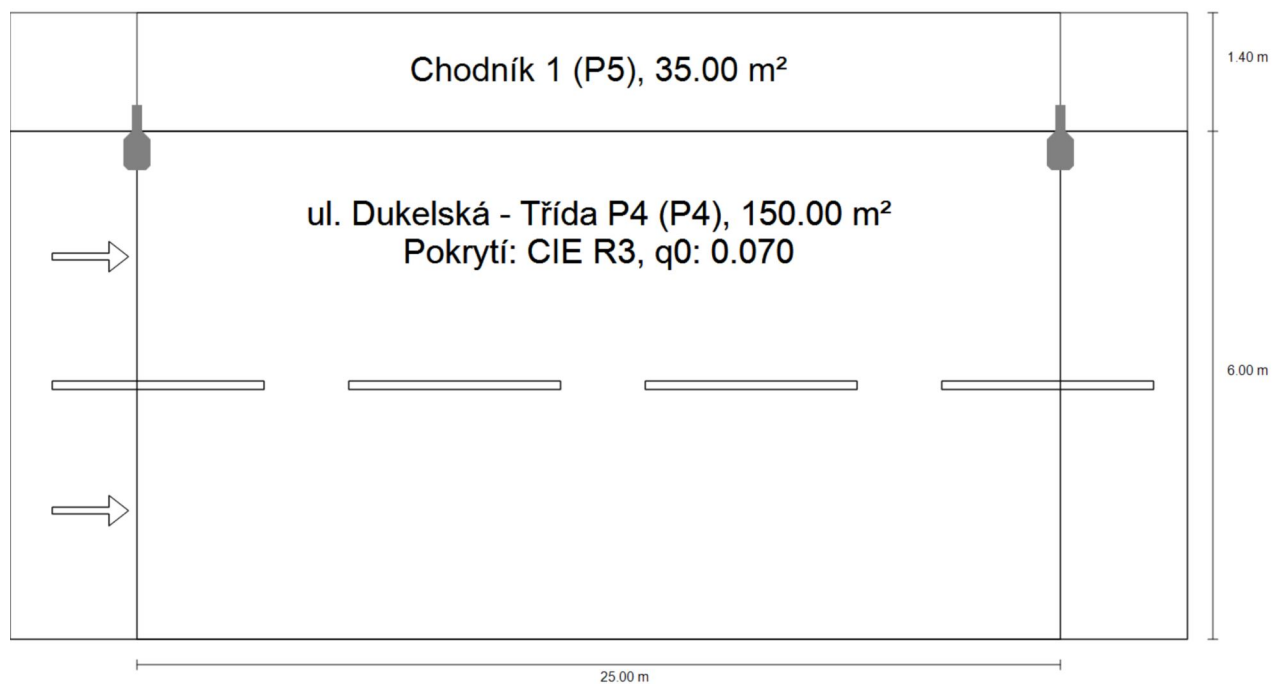 Chodník 1 (P5), 35.00 m²
1.40 m
ul. Dukelská - Třída P4 (P4), 150.00 m²
Pokrytí: CIE R3, q0: 0.070
6.00 m
25.00 m